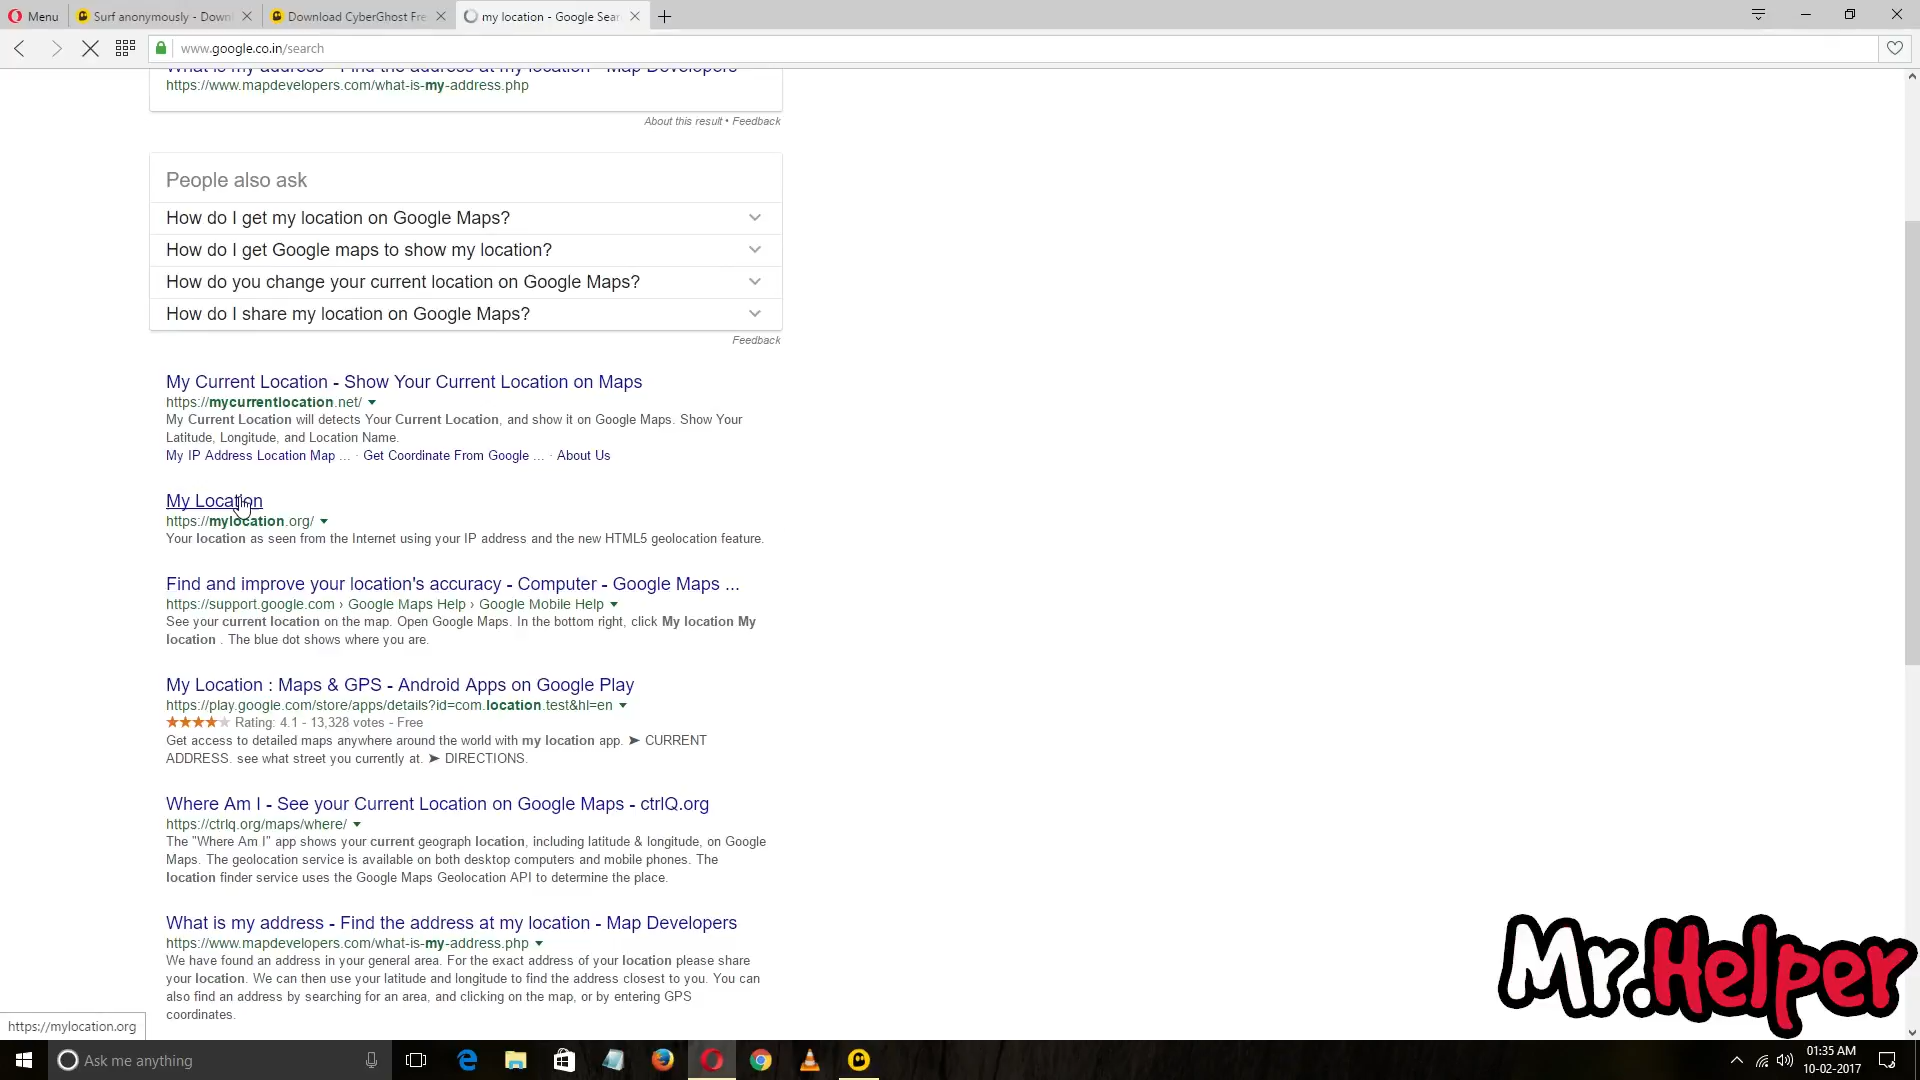 Menu
Surf anonymously - Downl
Download CyberGhost Fre
my location - Google Sear
www.google.co.in/search
What is my address - Find the address at my location - Map Developers
https://www.mapdevelopers.com/what-is-my-address.php
About this result • Feedback
People also ask
How do I get my location on Google Maps?
How do I get Google maps to show my location?
How do you change your current location on Google Maps?
How do I share my location on Google Maps?
Feedback
My Current Location - Show Your Current Location on Maps
https://mycurrentlocation.net/
My Current Location will detects Your Current Location, and show it on Google Maps. Show Your
Latitude, Longitude, and Location Name.
My IP Address Location Map ... · Get Coordinate From Google ... · About Us
My Location
https://mylocation.org/
Your location as seen from the Internet using your IP address and the new HTML5 geolocation feature.
Find and improve your location's accuracy - Computer - Google Maps ...
https://support.google.com › Google Maps Help › Google Mobile Help
See your current location on the map. Open Google Maps. In the bottom right, click My location My
location . The blue dot shows where you are.
My Location : Maps & GPS - Android Apps on Google Play
https://play.google.com/store/apps/details?id=com.location.test&hl=en
Rating: 4.1 - 13,328 votes - Free
Get access to detailed maps anywhere around the world with my location app. ➤ CURRENT
ADDRESS. see what street you currently at. ➤ DIRECTIONS.
Where Am I - See your Current Location on Google Maps - ctrlQ.org
https://ctrlq.org/maps/where/
The "Where Am I" app shows your current geograph location, including latitude & longitude, on Google
Maps. The geolocation service is available on both desktop computers and mobile phones. The
location finder service uses the Google Maps Geolocation API to determine the place.
What is my address - Find the address at my location - Map Developers
https://www.mapdevelopers.com/what-is-my-address.php
We have found an address in your general area. For the exact address of your location please share
your location. We can then use your latitude and longitude to find the address closest to you. You can
also find an address by searching for an area, and clicking on the map, or by entering GPS
coordinates.
Mr.Helper
https://mylocation.org
Ask me anything
01:35 AM
10-02-2017